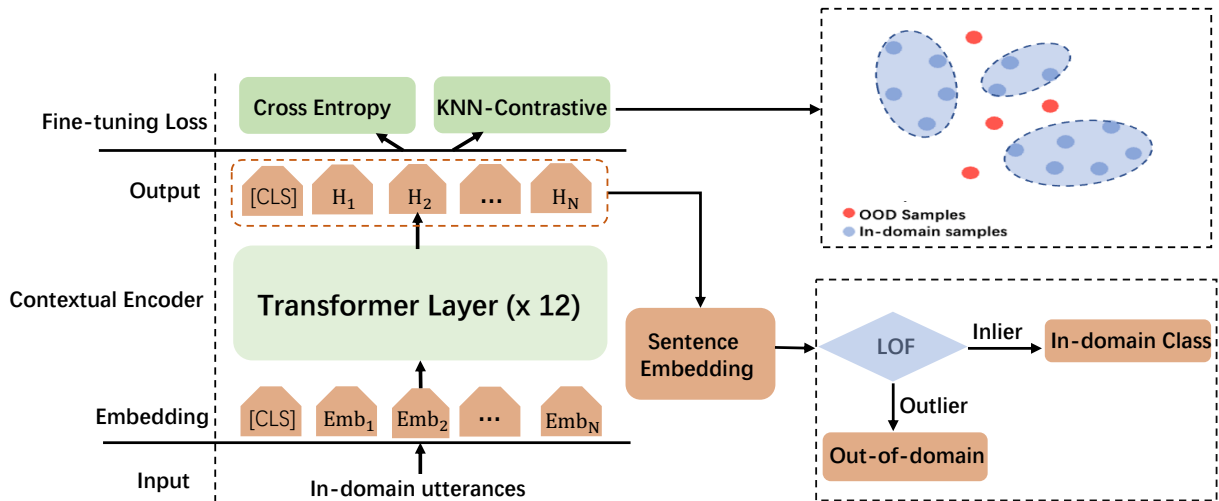 Fine-tuning Loss
Cross Entropy
KNN-Contrastive
Output
[CLS]
H1
H2
...
HN
Contextual Encoder
Transformer Layer (x 12)
Embedding
[CLS]
Emb1
Emb2
...
EmbN
Input
In-domain utterances
OOD Samples
In-domain samples
Sentence
Embedding
LOF
Inlier
In-domain Class
Outlier
Out-of-domain